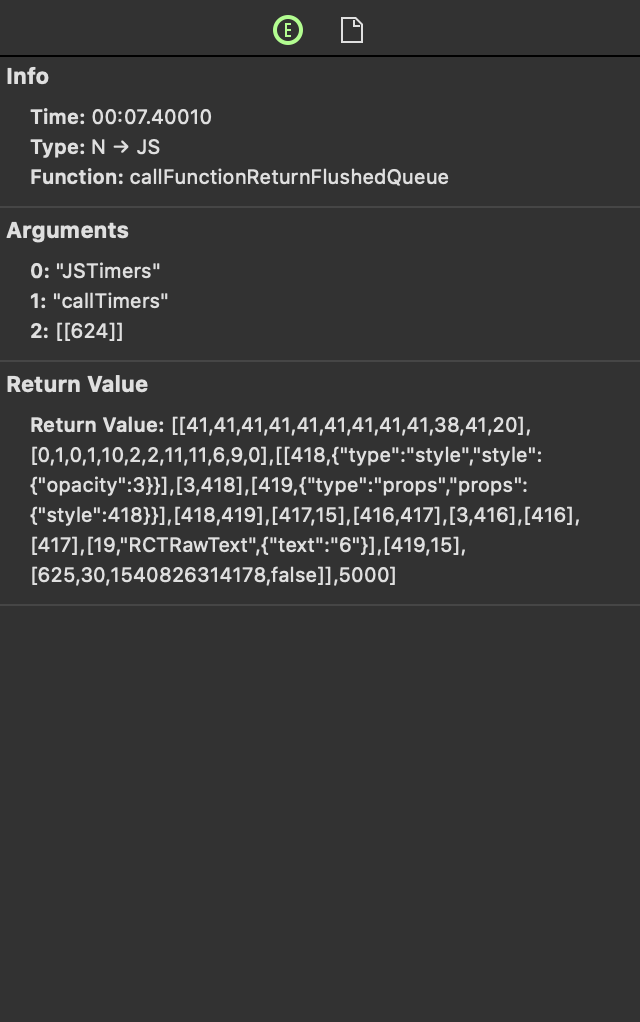 E
Info
Time: 00:07.40010
Type: N → JS
Function: callFunctionReturnFlushedQueue
Arguments
0: "JSTimers"
1: "callTimers"
2: [[624]]
Return Value
Return Value: [[41,41,41,41,41,41,41,41,41,38,41,20],
[0,1,0,1,10,2,2,11,11,6,9,0],[[418,{"type":"style","style":
{"opacity":3}}],[3,418],[419,{"type":"props","props":
{"style":418}}],[418,419],[417,15],[416,417],[3,416],[416],
[417],[19,"RCTRawText",{"text":"6"}],[419,15],
[625,30,1540826314178,false]],5000]